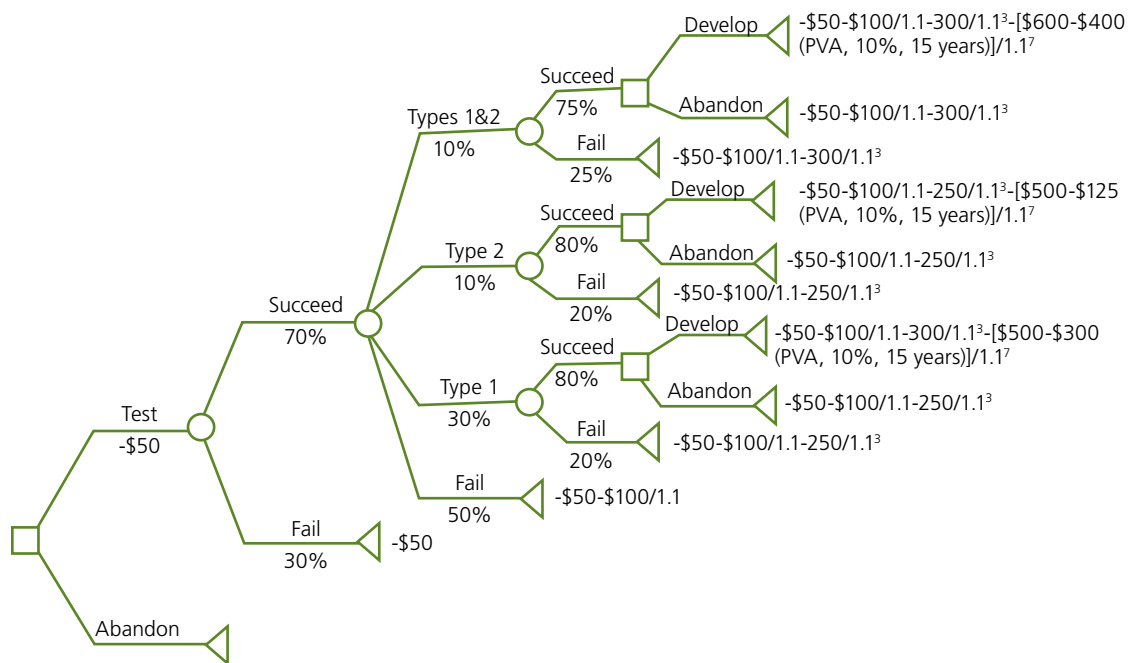 Develop
-$50-$100/1.1-300/1.1³-[$600-$400
(PVA, 10%, 15 years)]/1.1⁷
Succeed
75%
Abandon
-$50-$100/1.1-300/1.1³
Types 1&2
10%
Fail
25%
-$50-$100/1.1-300/1.1³
Develop
-$50-$100/1.1-250/1.1³-[$500-$125
(PVA, 10%, 15 years)]/1.1⁷
Succeed
80%
Abandon
-$50-$100/1.1-250/1.1³
Type 2
10%
Fail
20%
-$50-$100/1.1-250/1.1³
Succeed
70%
Develop
-$50-$100/1.1-300/1.1³-[$500-$300
(PVA, 10%, 15 years)]/1.1⁷
Succeed
80%
Abandon
-$50-$100/1.1-250/1.1³
Type 1
30%
Fail
20%
-$50-$100/1.1-250/1.1³
Test
-$50
Fail
50%
-$50-$100/1.1
Fail
30%
-$50
Abandon